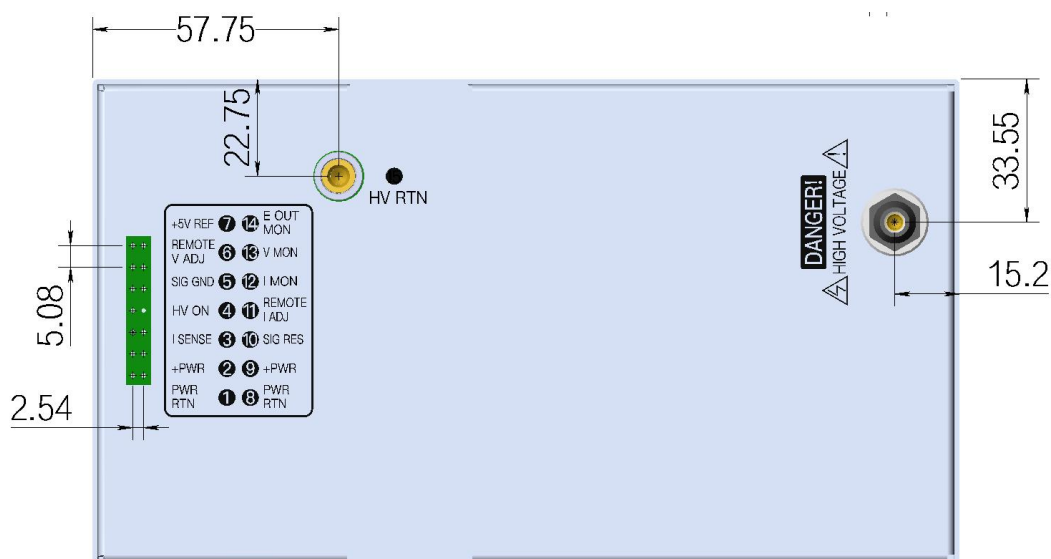 57.75
22.75
33.55
HV RTN
DANGER!
HIGH VOLTAGE
15.2
+5V REF 7 14 E OUT
MON
REMOTE
V ADJ 6 13 V MON
SIG GND 5 12 I MON
HV ON 4 11 REMOTE
I ADJ
I SENSE 3 10 SIG RES
+PWR 2 9 +PWR
PWR
RTN 1 8 PWR
RTN
5.08
2.54